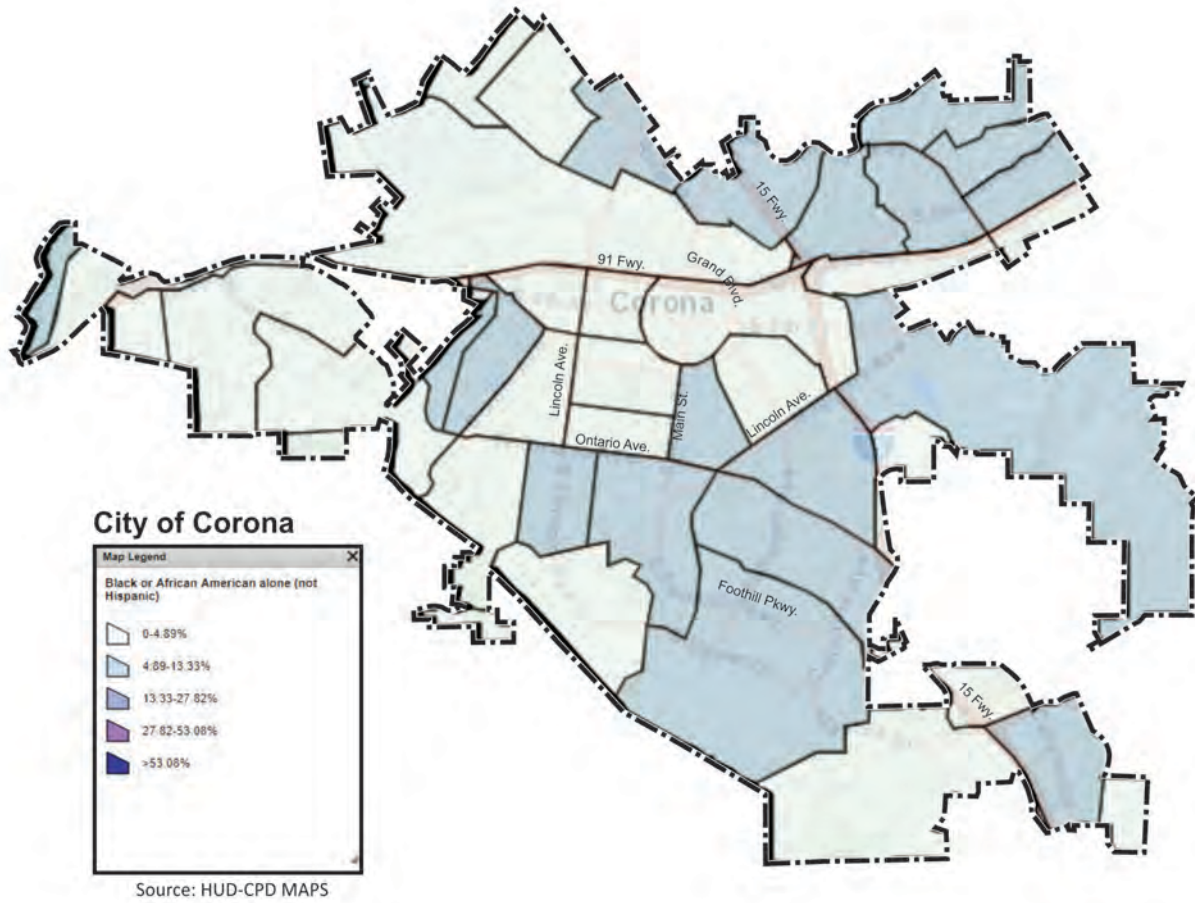 15 Fwy.
91 Fwy.
Grand Blvd.
Corona
Lincoln Ave.
Main St.
Lincoln Ave.
Ontario Ave.
Foothill Pkwy.
15 Fwy.
City of Corona
Map Legend
Black or African American alone (not
Hispanic)
0-4.89%
4.89-13.33%
13.33-27.82%
27.82-53.08%
>53.08%
Source: HUD-CPD MAPS